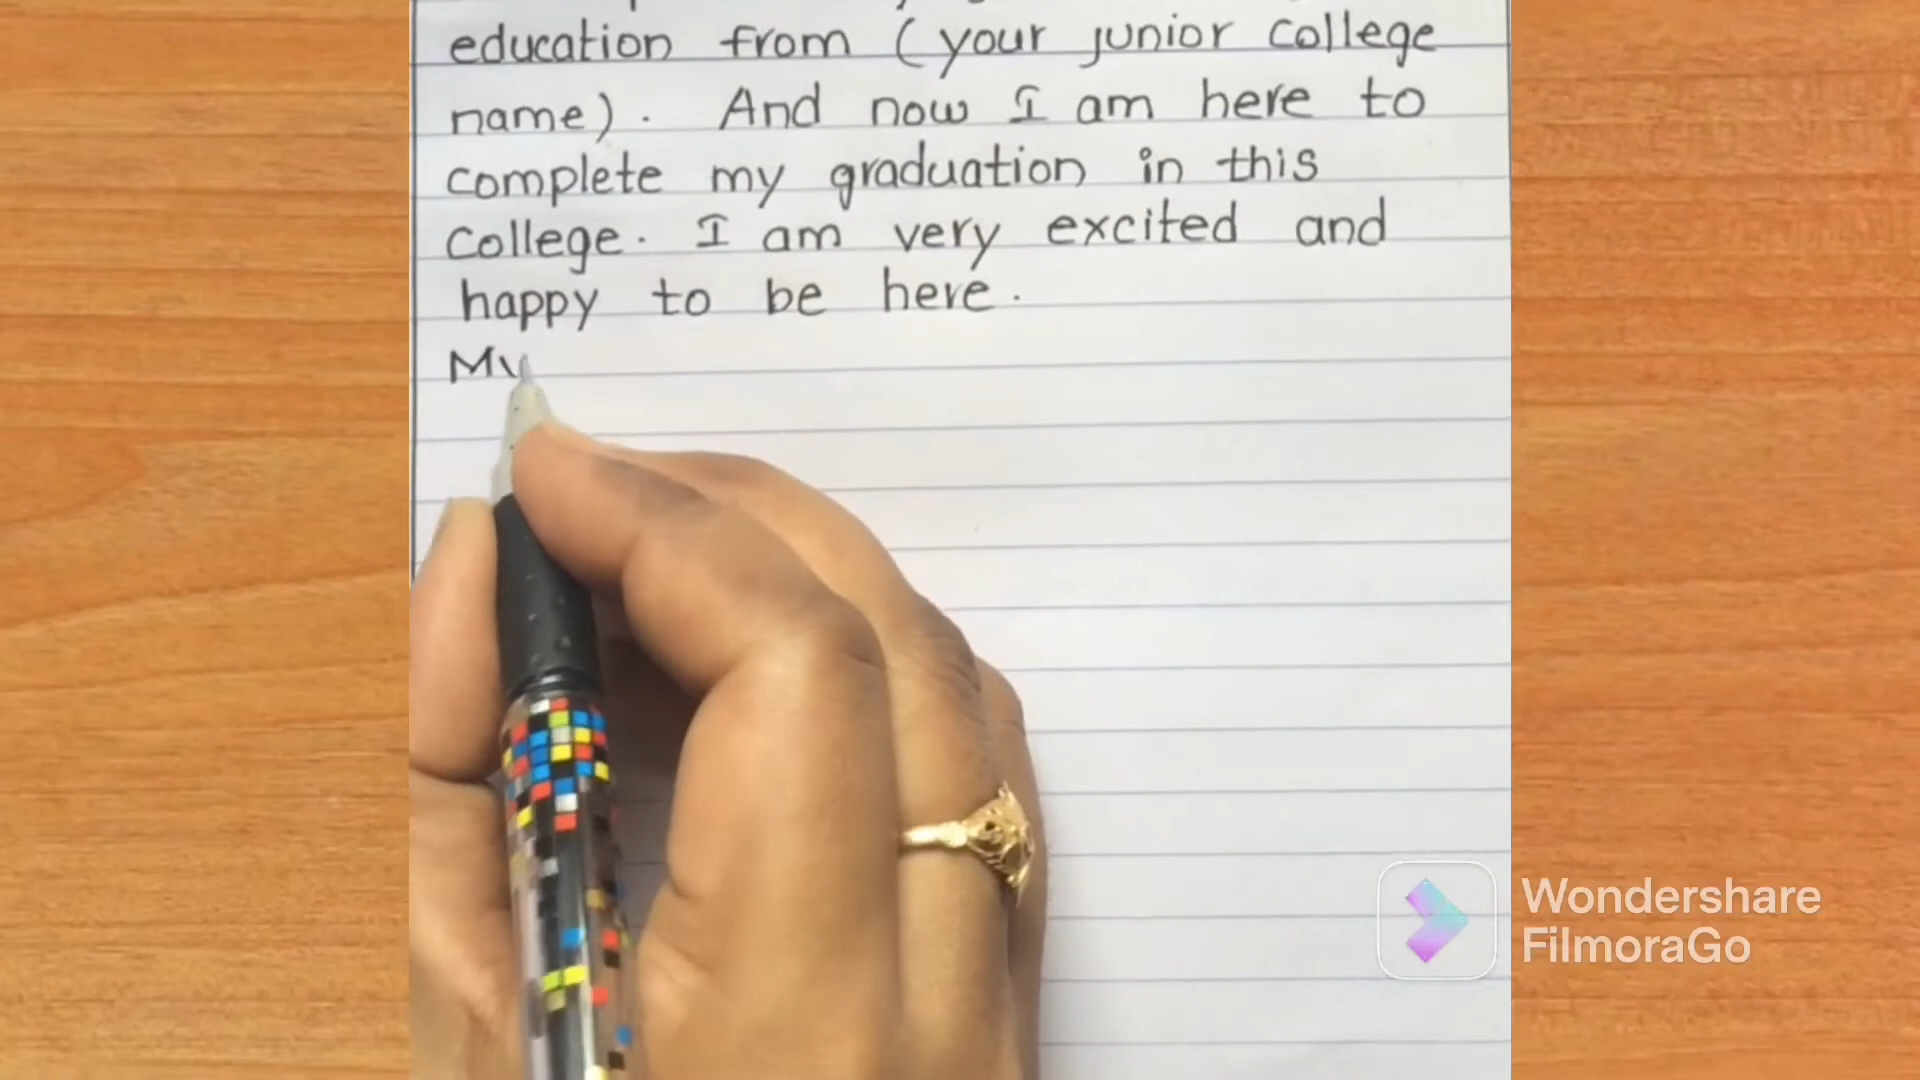 education from (your junior college
name). And now I am here to
complete my graduation in this
college. I am very excited and
happy to be here.
My
Wondershare
FilmoraGo